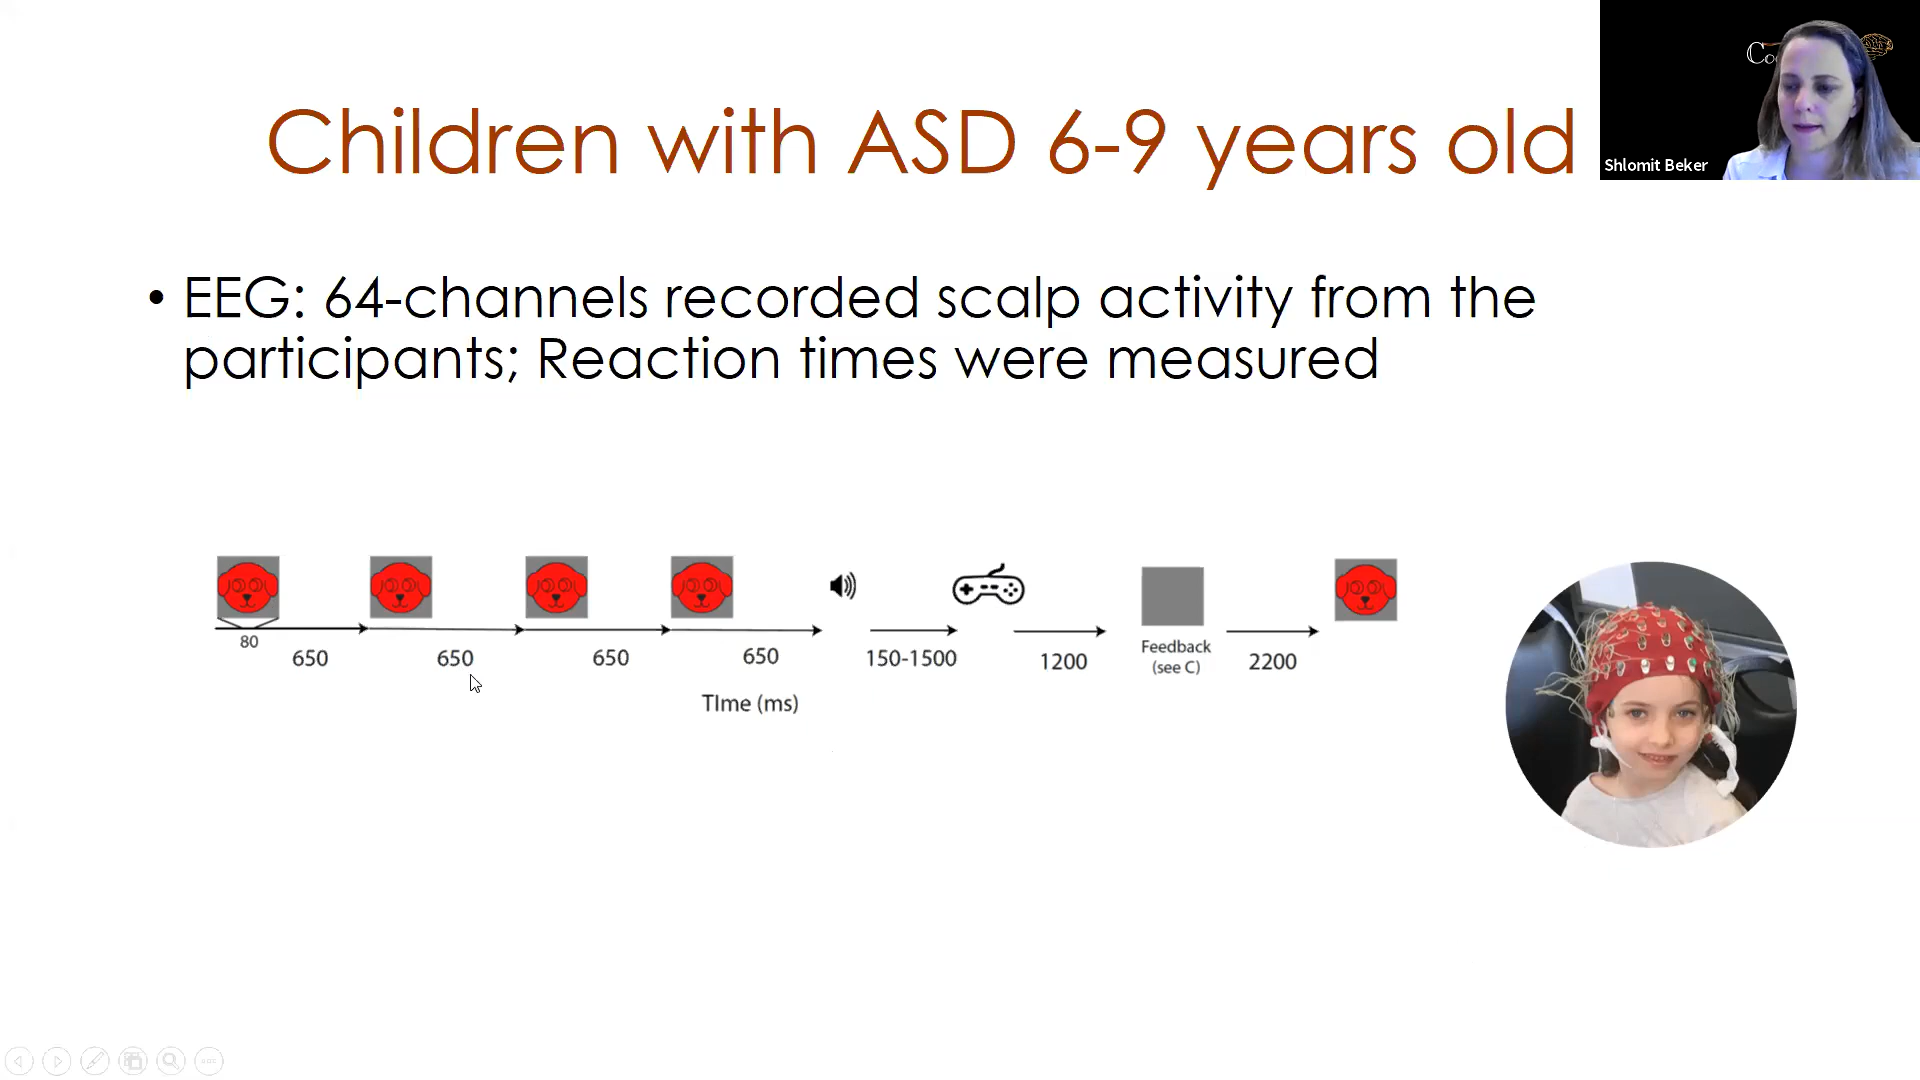 Children with ASD 6-9 years old
Shlomit Beker
• EEG: 64-channels recorded scalp activity from the
participants; Reaction times were measured
80
650
650
650
650
150-1500
1200
Feedback
(see C)
2200
TIme (ms)